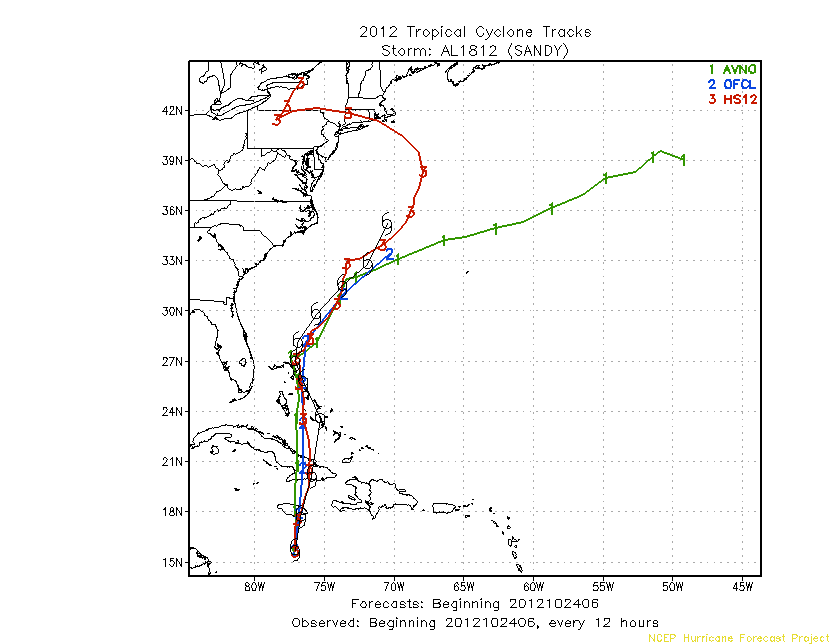 2012 Tropical Cyclone Tracks
Storm: AL1812 (SANDY)
1 AVNO
2 OFCL
3 HS12
42N
39N
36N
33N
30N
27N
24N
21N
18N
15N
80W 75W 70W 65W 60W 55W 50W 45W
Forecasts: Beginning 2012102406
Observed: Beginning 2012102406, every 12 hours
NCEP Hurricane Forecast Project